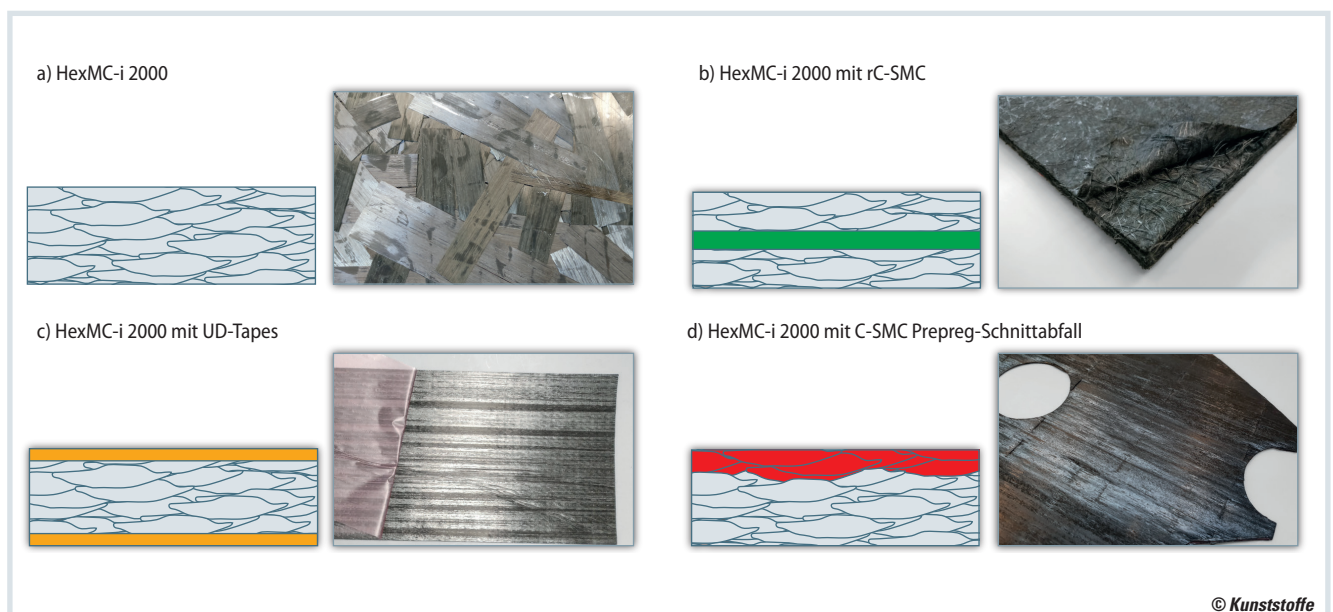 a) HexMC-i 2000
b) HexMC-i 2000 mit rC-SMC
c) HexMC-i 2000 mit UD-Tapes
d) HexMC-i 2000 mit C-SMC Prepreg-Schnittabfall
© Kunststoffe